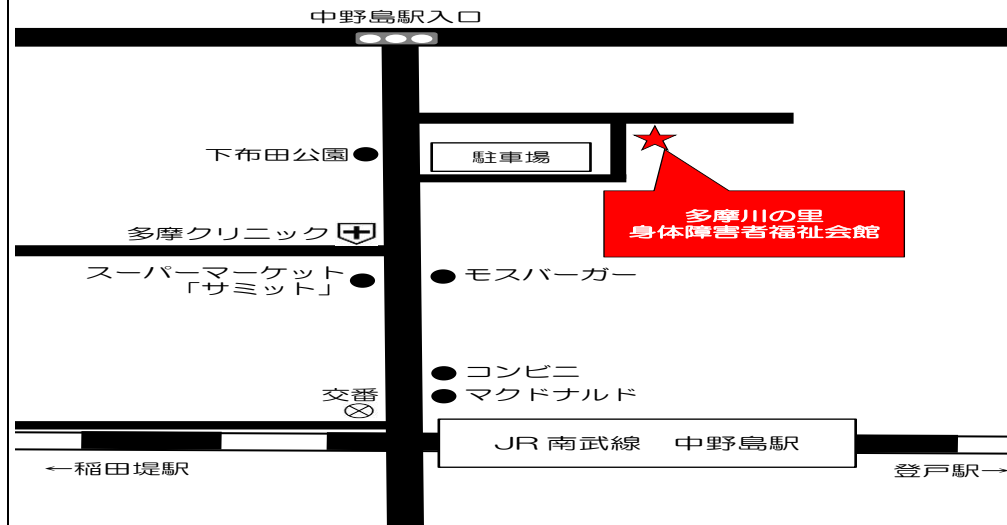 中野島駅入口
下布田公園
駐車場
多摩川の里
身体障害者福祉会館
多摩クリニック
スーパーマーケット
「サミット」
モスバーガー
コンビニ
交番
マクドナルド
JR 南武線　中野島駅
←稲田堤駅
登戸駅→